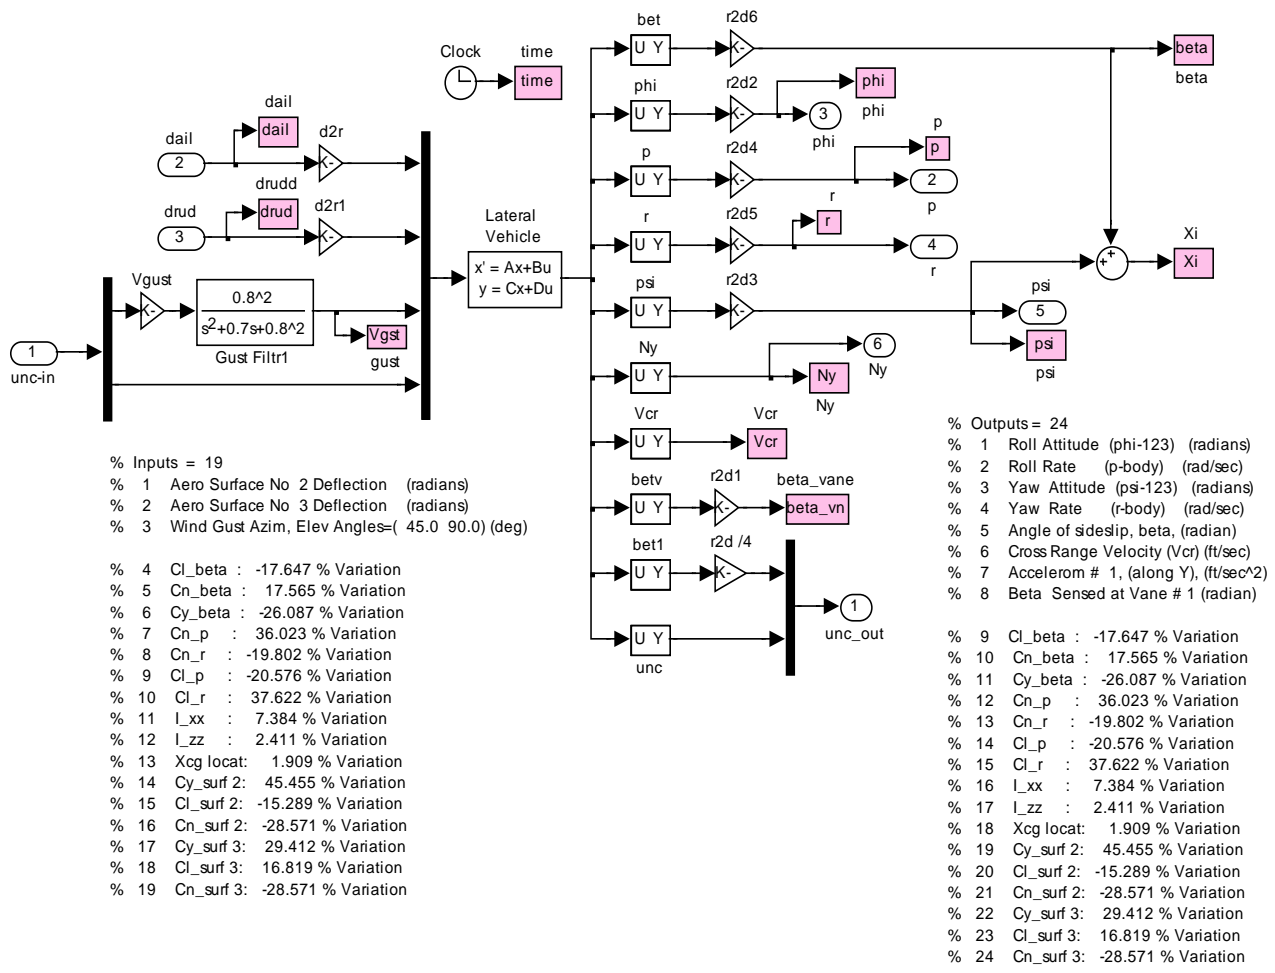 Clock
time
time
dail
dail
dail
2
d2r
K-
drudd
drud
drud
3
d2r1
K-
Vgust
K-
0.8^2
s2+0.7s+0.8^2
Gust Filtr1
Vgst
gust
1
unc-in
Lateral
Vehicle
x' = Ax+Bu
y = Cx+Du
bet
U Y
r2d6
K-
beta
beta
phi
U Y
r2d2
K-
phi
phi
3
phi
p
U Y
r2d4
K-
p
p
2
p
r
U Y
r2d5
K-
r
r
4
r
psi
U Y
r2d3
K-
psi
5
psi
psi
++
Xi
Xi
Ny
U Y
6
Ny
Ny
Ny
Vcr
U Y
Vcr
Vcr
betv
U Y
r2d1
K-
beta_vane
beta_vn
bet1
U Y
r2d /4
K-
1
unc_out
U Y
unc
% Inputs = 19
% 1 Aero Surface No 2 Deflection (radians)
% 2 Aero Surface No 3 Deflection (radians)
% 3 Wind Gust Azim, Elev Angles=( 45.0 90.0) (deg)
% 4 Cl_beta : -17.647 % Variation
% 5 Cn_beta : 17.565 % Variation
% 6 Cy_beta : -26.087 % Variation
% 7 Cn_p : 36.023 % Variation
% 8 Cn_r : -19.802 % Variation
% 9 Cl_p : -20.576 % Variation
% 10 Cl_r : 37.622 % Variation
% 11 I_xx : 7.384 % Variation
% 12 I_zz : 2.411 % Variation
% 13 Xcg locat: 1.909 % Variation
% 14 Cy_surf 2: 45.455 % Variation
% 15 Cl_surf 2: -15.289 % Variation
% 16 Cn_surf 2: -28.571 % Variation
% 17 Cy_surf 3: 29.412 % Variation
% 18 Cl_surf 3: 16.819 % Variation
% 19 Cn_surf 3: -28.571 % Variation
% Outputs = 24
% 1 Roll Attitude (phi-123) (radians)
% 2 Roll Rate (p-body) (rad/sec)
% 3 Yaw Attitude (psi-123) (radians)
% 4 Yaw Rate (r-body) (rad/sec)
% 5 Angle of sideslip, beta, (radian)
% 6 Cross Range Velocity (Vcr) (ft/sec)
% 7 Accelerom # 1, (along Y), (ft/sec^2)
% 8 Beta Sensed at Vane # 1 (radian)
% 9 Cl_beta : -17.647 % Variation
% 10 Cn_beta : 17.565 % Variation
% 11 Cy_beta : -26.087 % Variation
% 12 Cn_p : 36.023 % Variation
% 13 Cn_r : -19.802 % Variation
% 14 Cl_p : -20.576 % Variation
% 15 Cl_r : 37.622 % Variation
% 16 I_xx : 7.384 % Variation
% 17 I_zz : 2.411 % Variation
% 18 Xcg locat: 1.909 % Variation
% 19 Cy_surf 2: 45.455 % Variation
% 20 Cl_surf 2: -15.289 % Variation
% 21 Cn_surf 2: -28.571 % Variation
% 22 Cy_surf 3: 29.412 % Variation
% 23 Cl_surf 3: 16.819 % Variation
% 24 Cn_surf 3: -28.571 % Variation